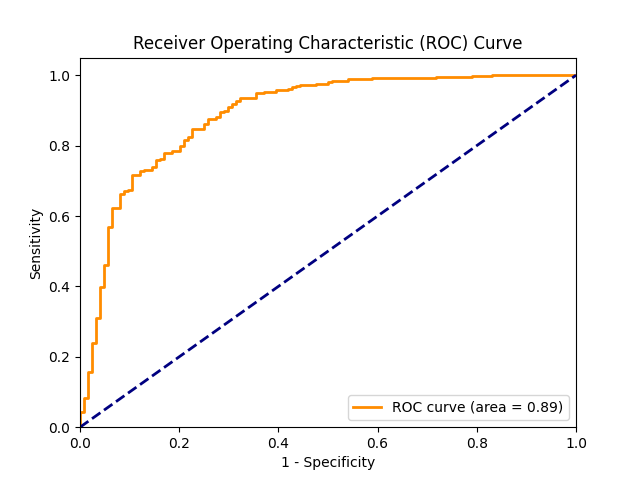 Receiver Operating Characteristic (ROC) Curve
1.0
0.8
0.6
0.4
0.2
0.0
Sensitivity
ROC curve (area = 0.89)
0.0 0.2 0.4 0.6 0.8 1.0
1 - Specificity